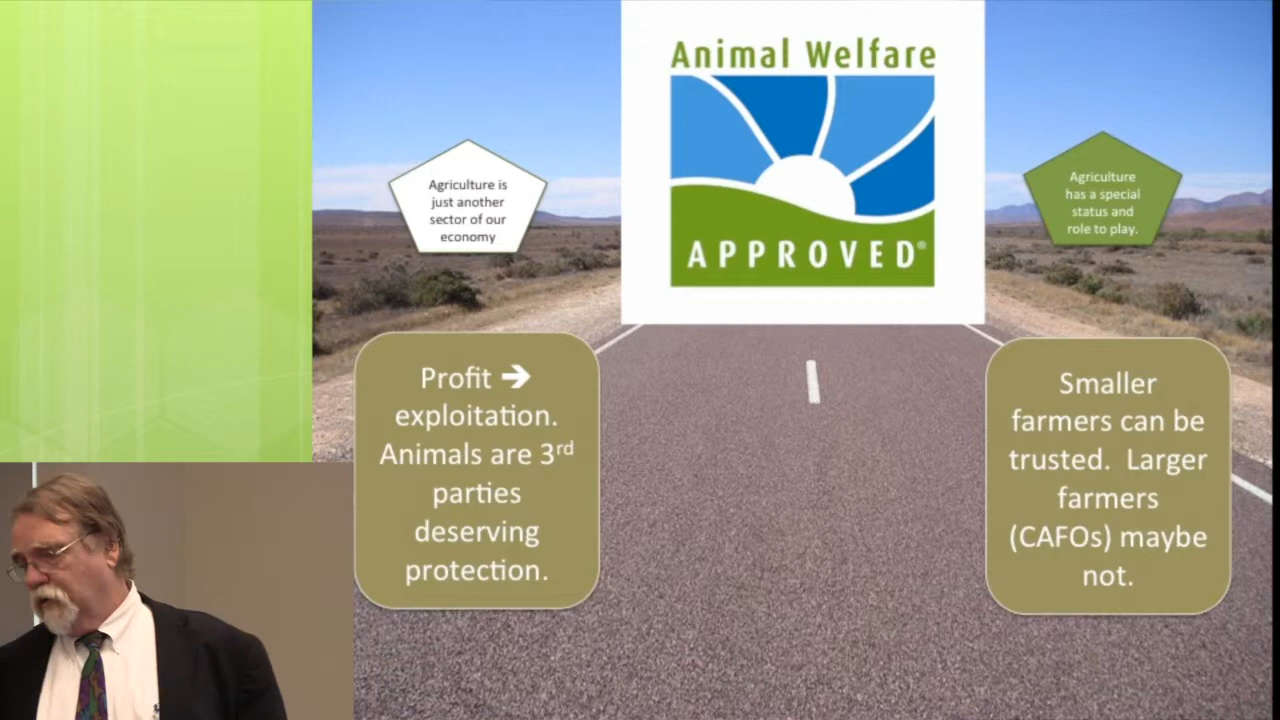 Animal Welfare
APPROVED®
Agriculture is
just another
sector of our
economy
Agriculture
has a special
status and
role to play.
Profit ➔
exploitation.
Animals are 3rd
parties
deserving
protection.
Smaller
farmers can be
trusted. Larger
farmers
(CAFOs) maybe
not.